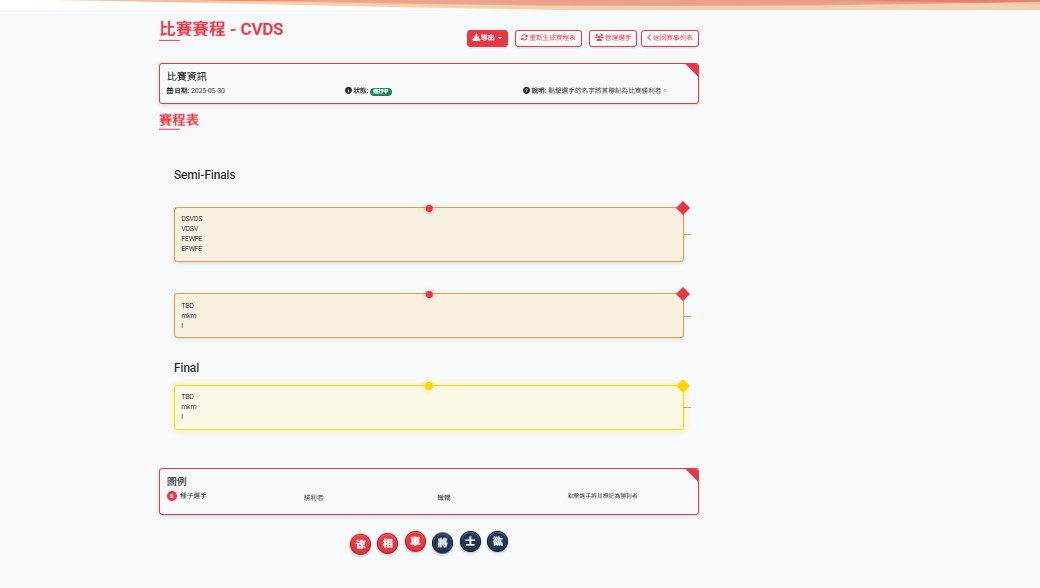 比賽賽程 - CVDS
導出 重新生成賽程表 管理選手 返回賽事列表
比賽資訊
日期: 2025-05-30 狀態: 進行中 說明: 點擊選手的名字將其標記為比賽勝利者。
賽程表
Semi-Finals
DSVDS
VDSV
FEWFE
EFWFE
TBD
mkm
l
Final
TBD
mkm
l
圖例
S 種子選手 勝利者 輪轉 點擊選手將其標記為勝利者
相 車 將 士